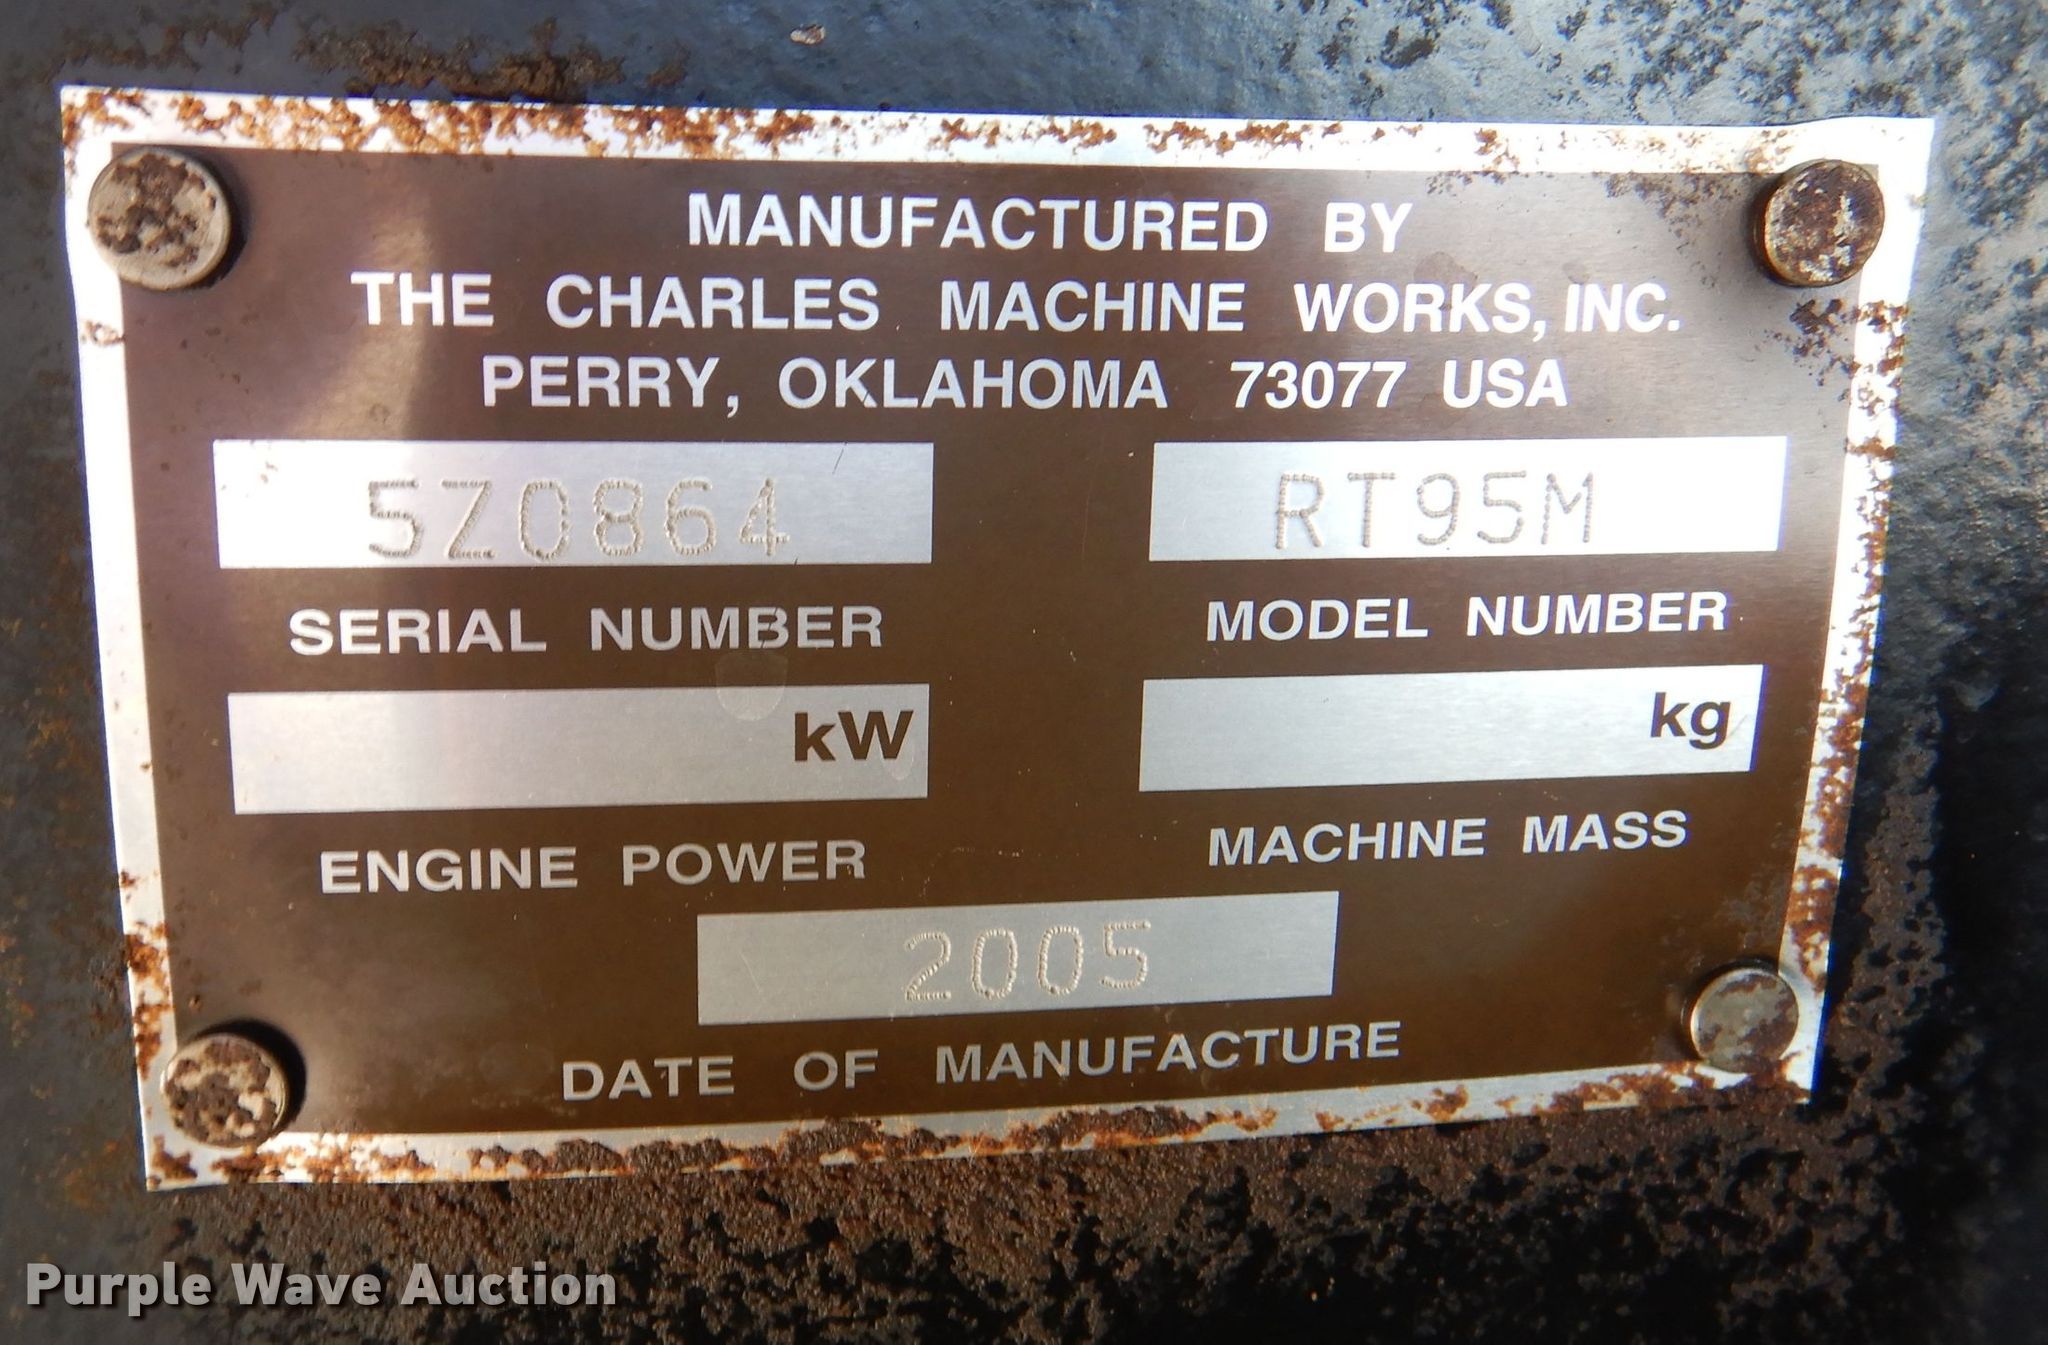 MANUFACTURED BY
THE CHARLES MACHINE WORKS, INC.
PERRY, OKLAHOMA 73077 USA
5Z0864 RT95M
SERIAL NUMBER MODEL NUMBER
kW kg
ENGINE POWER MACHINE MASS
2005
DATE OF MANUFACTURE
Purple Wave Auction